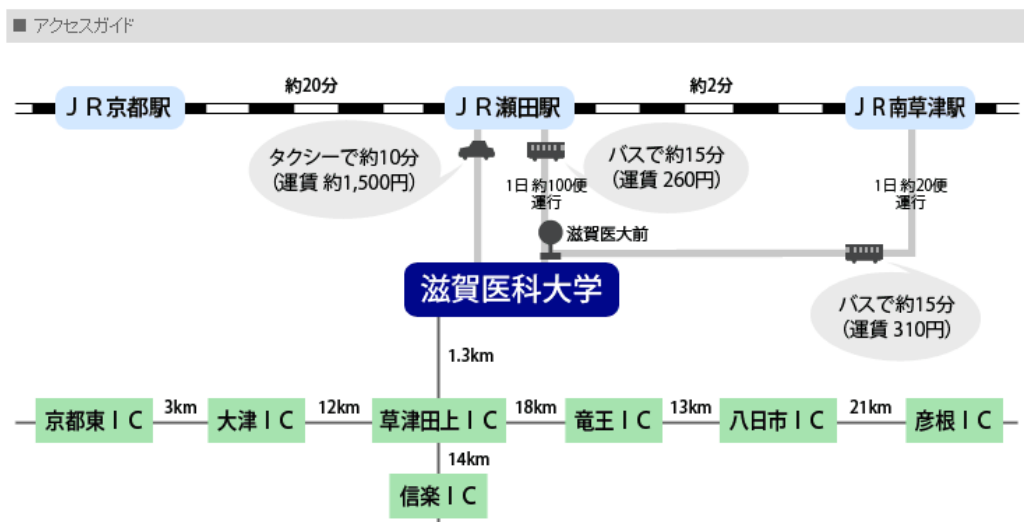 ■ アクセスガイド
約20分
約2分
ＪＲ京都駅
ＪＲ瀬田駅
ＪＲ南草津駅
タクシーで約10分
（運賃 約1,500円）
バスで約15分
（運賃 260円）
1日 約100便
運行
1日 約20便
運行
滋賀医大前
滋賀医科大学
バスで約15分
（運賃 310円）
1.3km
京都東ＩＣ
3km
大津ＩＣ
12km
草津田上ＩＣ
18km
竜王ＩＣ
13km
八日市ＩＣ
21km
彦根ＩＣ
14km
信楽ＩＣ